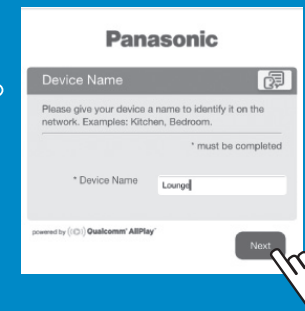 Panasonic
Device Name
Please give your device a name to identify it on the
network. Examples: Kitchen, Bedroom.
* must be completed
* Device Name
Lounge
powered by Qualcomm® AllPlay™
Next